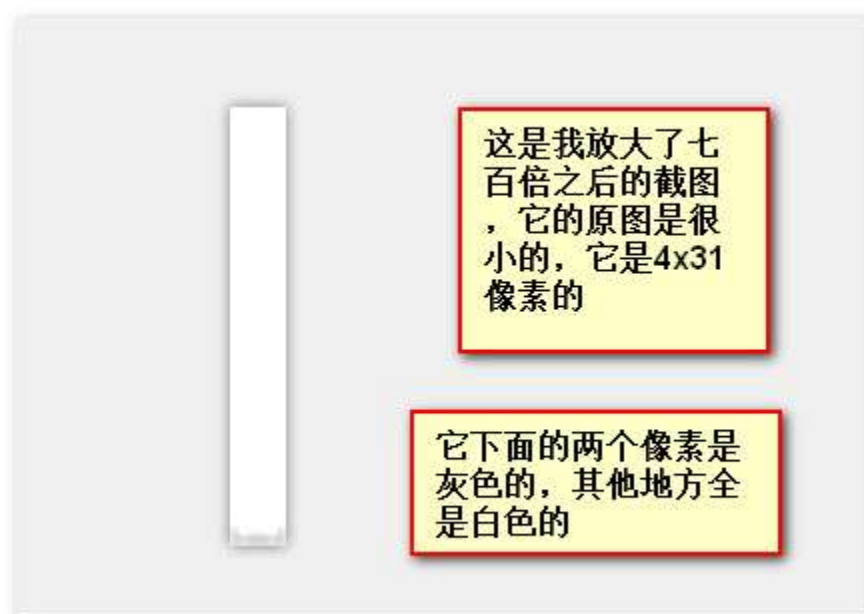 这是我放大了七
百倍之后的截图
，它的原图是很
小的，它是4x31
像素的
它下面的两个像素是
灰色的，其他地方全
是白色的